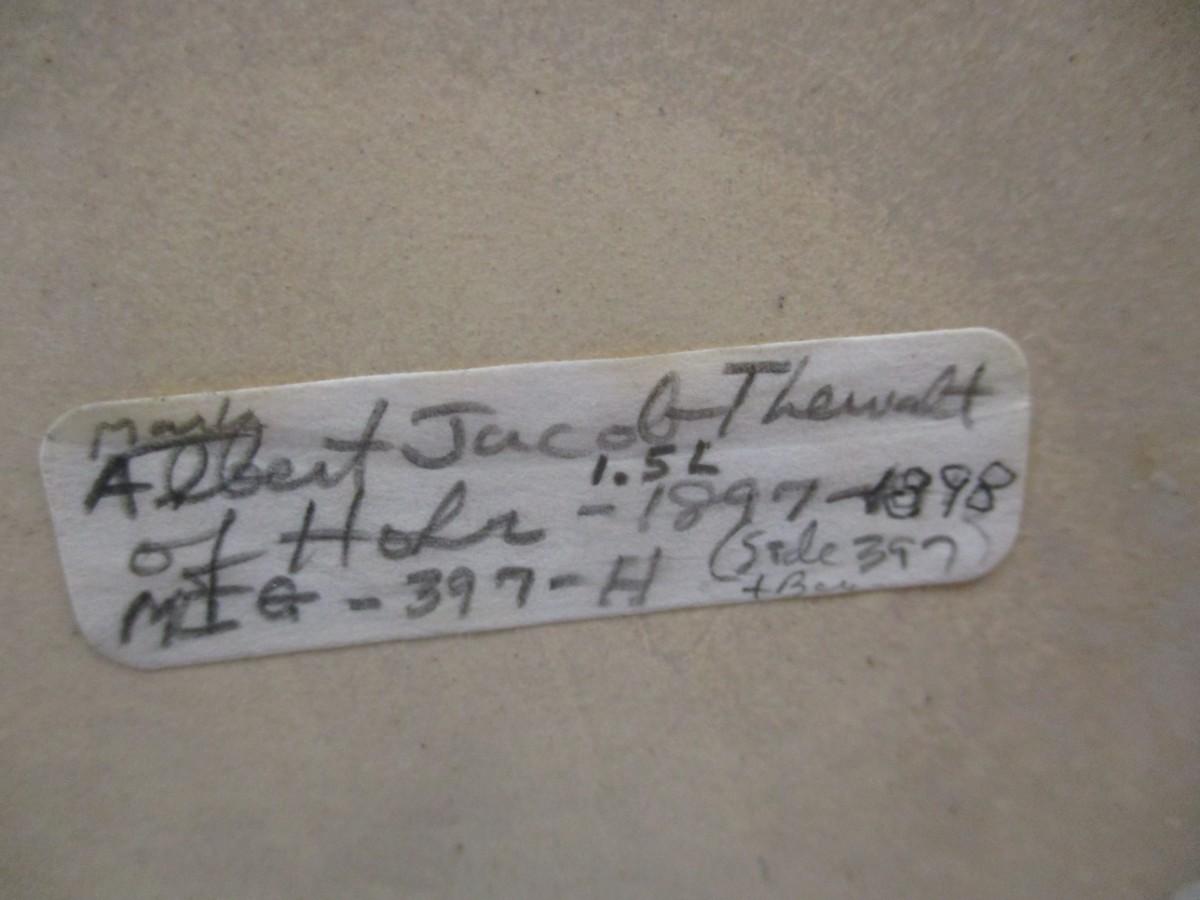 mark
Albert Jacob Thewalt
1.5L
of Hohr - 1897-1898
MIG - 397-H (Side 397)
+